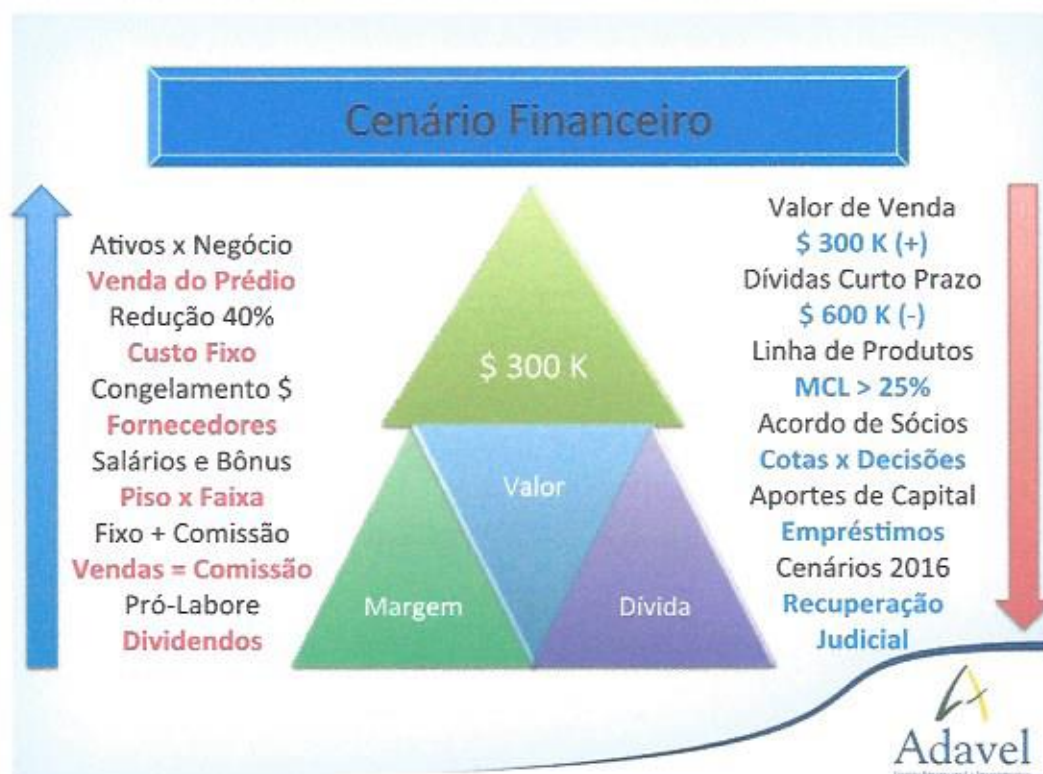 Cenário Financeiro
Ativos x Negócio
Venda do Prédio
Redução 40%
Custo Fixo
Congelamento $
Fornecedores
Salários e Bônus
Piso x Faixa
Fixo + Comissão
Vendas = Comissão
Pró-Labore
Dividendos
$ 300 K
Valor
Margem
Dívida
Valor de Venda
$ 300 K (+)
Dívidas Curto Prazo
$ 600 K (-)
Linha de Produtos
MCL > 25%
Acordo de Sócios
Cotas x Decisões
Aportes de Capital
Empréstimos
Cenários 2016
Recuperação
Judicial
Adavel